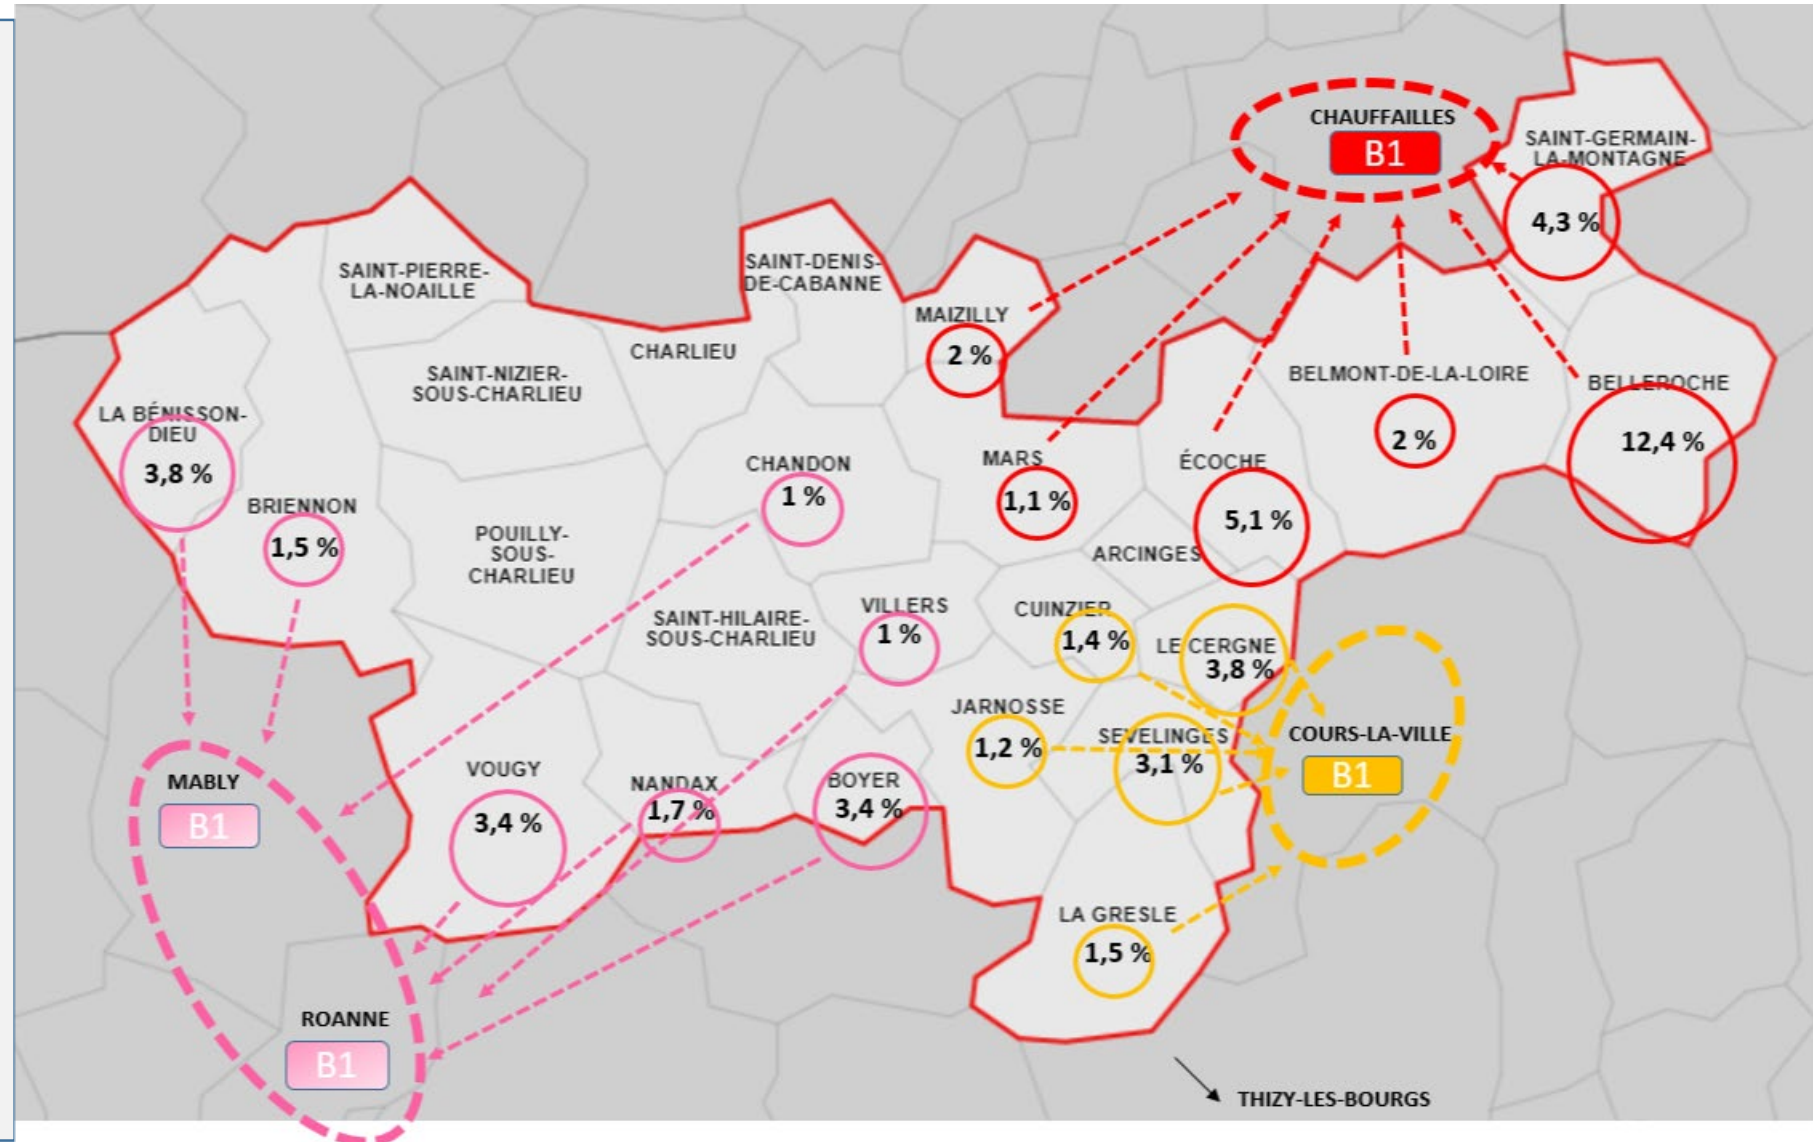 CHAUFFAILLES
B1
SAINT-GERMAIN-
LA-MONTAGNE
4,3 %
SAINT-PIERRE-
LA-NOAILLE
SAINT-DENIS-
DE-CABANNE
MAIZILLY
2 %
CHARLIEU
SAINT-NIZIER-
SOUS-CHARLIEU
BELMONT-DE-LA-LOIRE
2 %
BELLEROCHE
12,4 %
LA BÉNISSON-
DIEU
3,8 %
BRIENNON
1,5 %
CHANDON
1 %
MARS
1,1 %
ÉCOCHE
5,1 %
POUILLY-
SOUS-
CHARLIEU
ARCINGES
SAINT-HILAIRE-
SOUS-CHARLIEU
VILLERS
1 %
CUINZIER
1,4 %
LE CERGNE
3,8 %
JARNOSSE
1,2 %
SEVELINGES
3,1 %
COURS-LA-VILLE
B1
MABLY
B1
VOUGY
3,4 %
NANDAX
1,7 %
BOYER
3,4 %
LA GRESLE
1,5 %
ROANNE
B1
THIZY-LES-BOURGS